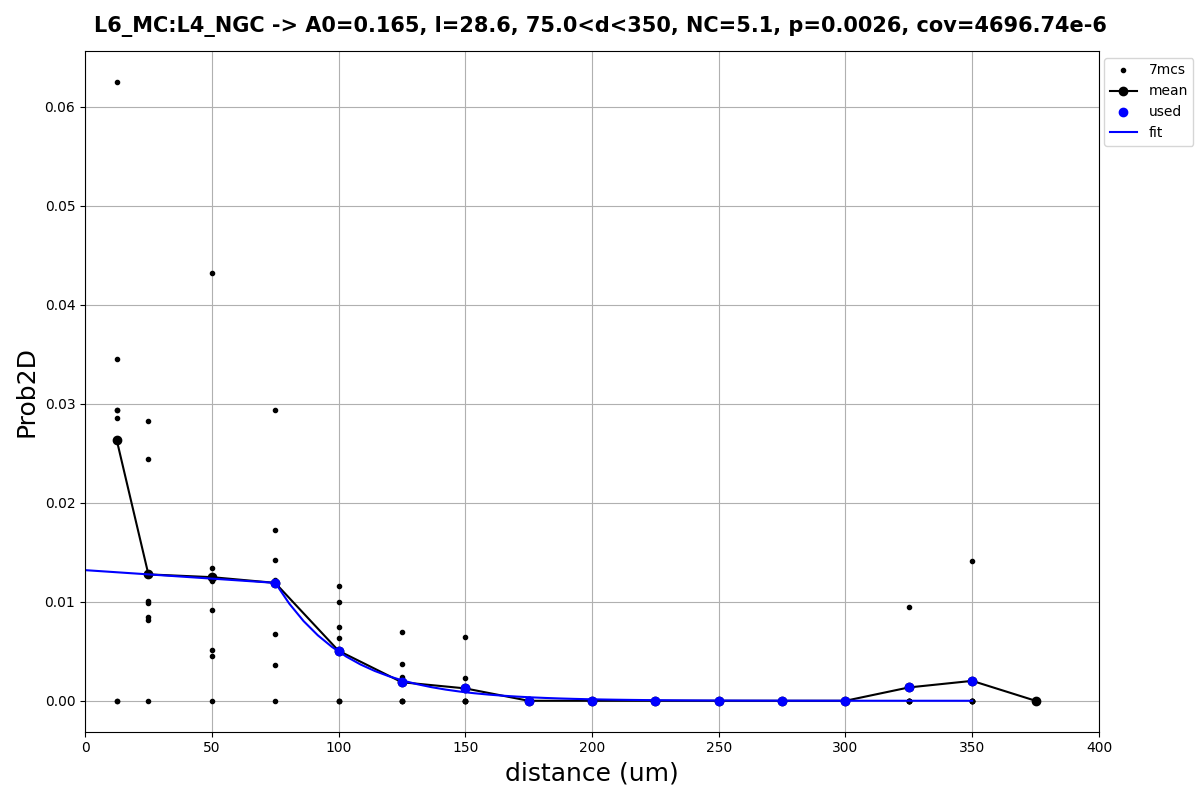 L6_MC:L4_NGC -> A0=0.165, l=28.6, 75.0<d<350, NC=5.1, p=0.0026, cov=4696.74e-6
7mcs
mean
used
fit
Prob2D
0.06
0.05
0.04
0.03
0.02
0.01
0.00
0 50 100 150 200 250 300 350 400
distance (um)